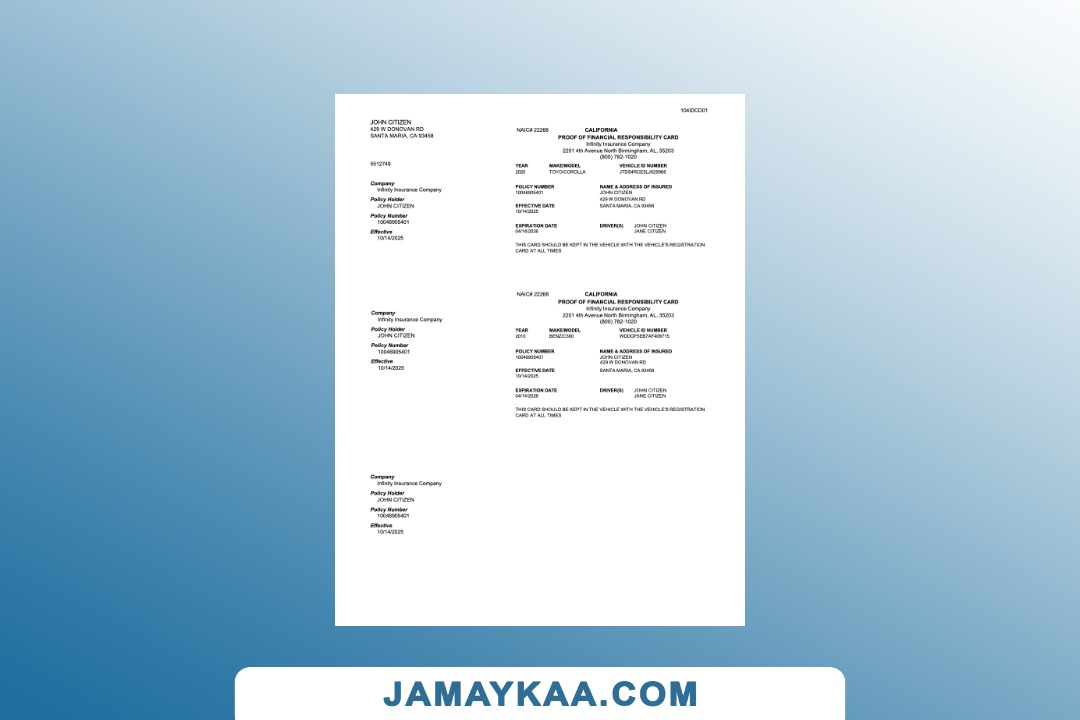 104IDCD01
JOHN CITIZEN
429 W DONOVAN RD
SANTA MARIA, CA 93458
5512749
Company
Infinity Insurance Company
Policy Holder
JOHN CITIZEN
Policy Number
10046905401
Effective
10/14/2025
NAIC# 22268 CALIFORNIA
PROOF OF FINANCIAL RESPONSIBILITY CARD
Infinity Insurance Company
2201 4th Avenue North Birmingham, AL, 35203
(800) 782-1020
YEAR MAKE/MODEL VEHICLE ID NUMBER
2020 TOYO/COROLLA
POLICY NUMBER NAME & ADDRESS OF INSURED
10046905401 JOHN CITIZEN
429 W DONOVAN RD
EFFECTIVE DATE SANTA MARIA, CA 93458
10/14/2025
EXPIRATION DATE DRIVER(S) JOHN CITIZEN
04/14/2026 JANE CITIZEN
THIS CARD SHOULD BE KEPT IN THE VEHICLE WITH THE VEHICLE'S REGISTRATION
CARD AT ALL TIMES
Company
Infinity Insurance Company
Policy Holder
JOHN CITIZEN
Policy Number
10046905401
Effective
10/14/2025
NAIC# 22268 CALIFORNIA
PROOF OF FINANCIAL RESPONSIBILITY CARD
Infinity Insurance Company
2201 4th Avenue North Birmingham, AL, 35203
(800) 782-1020
YEAR MAKE/MODEL VEHICLE ID NUMBER
2010 BENZ/C300
POLICY NUMBER NAME & ADDRESS OF INSURED
10046905401 JOHN CITIZEN
429 W DONOVAN RD
EFFECTIVE DATE SANTA MARIA, CA 93458
10/14/2025
EXPIRATION DATE DRIVER(S) JOHN CITIZEN
04/14/2026 JANE CITIZEN
THIS CARD SHOULD BE KEPT IN THE VEHICLE WITH THE VEHICLE'S REGISTRATION
CARD AT ALL TIMES
Company
Infinity Insurance Company
Policy Holder
JOHN CITIZEN
Policy Number
10046905401
Effective
10/14/2025
JAMAYKAA.COM